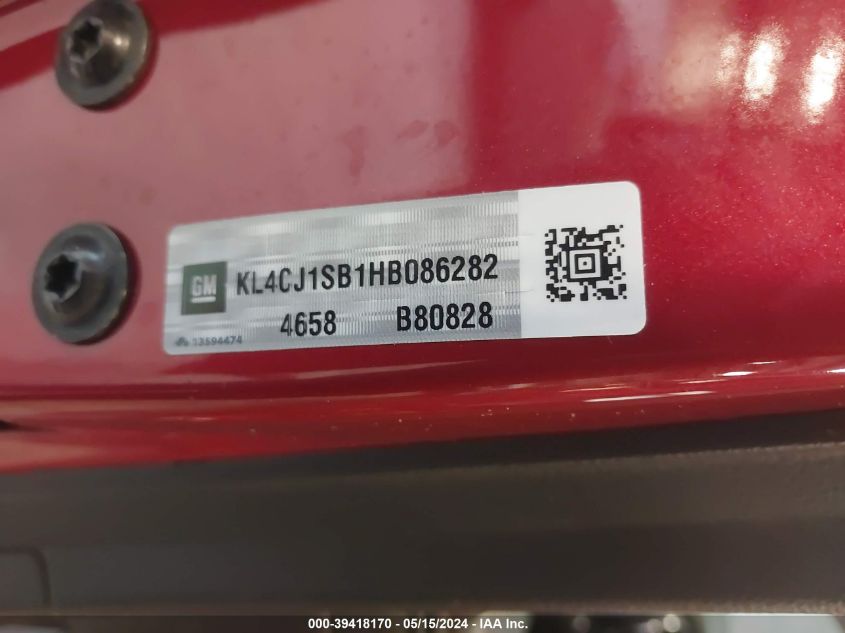 GM
KL4CJ1SB1HB086282
4658 B80828
13594474
000-39418170 - 05/15/2024 - IAA Inc.